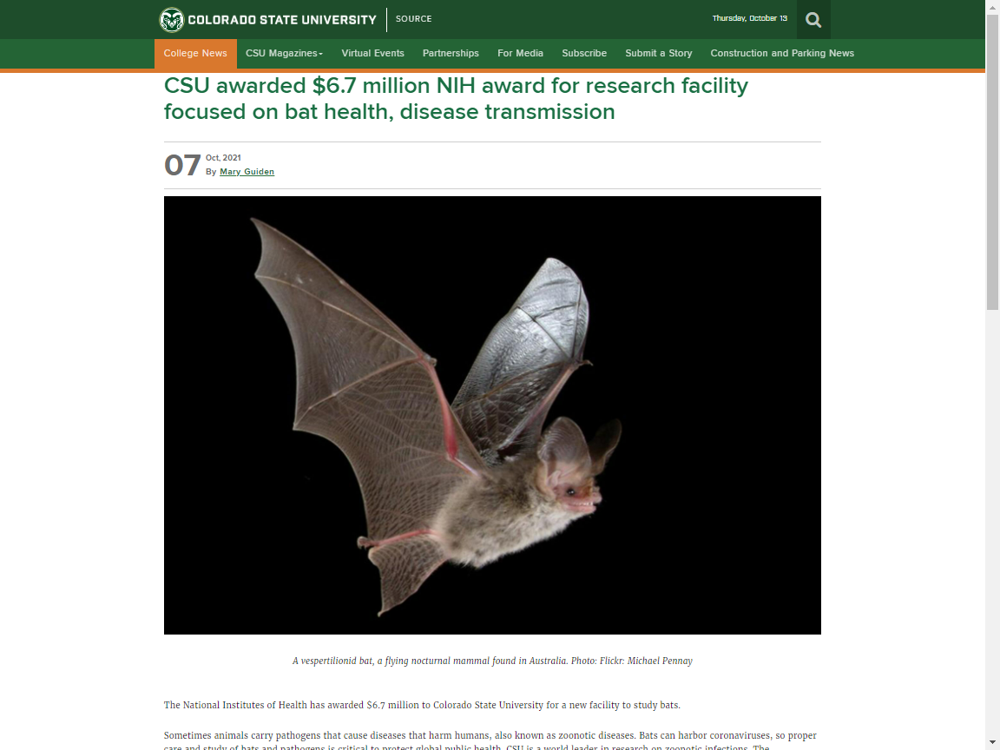 COLORADO STATE UNIVERSITY SOURCE Thursday, October 13
College News CSU Magazines Virtual Events Partnerships For Media Subscribe Submit a Story Construction and Parking News
CSU awarded $6.7 million NIH award for research facility
focused on bat health, disease transmission
07 Oct, 2021
By Mary Guiden
A vespertilionid bat, a flying nocturnal mammal found in Australia. Photo: Flickr: Michael Pennay
The National Institutes of Health has awarded $6.7 million to Colorado State University for a new facility to study bats.
Sometimes animals carry pathogens that cause diseases that harm humans, also known as zoonotic diseases. Bats can harbor coronaviruses, so proper
care and study of bats and pathogens is critical to protect global public health. CSU is a world leader in research on zoonotic infections. The